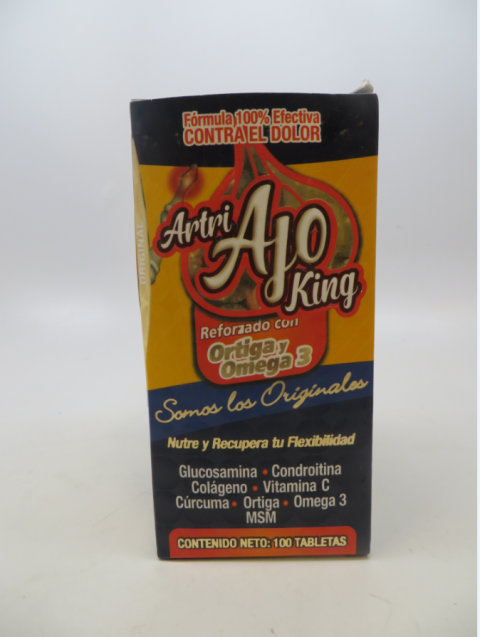 Fórmula 100% Efectiva
CONTRA EL DOLOR
ORIGINAL
Artri
Ajo
King
Reforzado con
Ortiga y
Omega 3
Somos los Originales
Nutre y Recupera tu Flexibilidad
Glucosamina • Condroitina
Colágeno • Vitamina C
Cúrcuma • Ortiga • Omega 3
MSM
CONTENIDO NETO: 100 TABLETAS